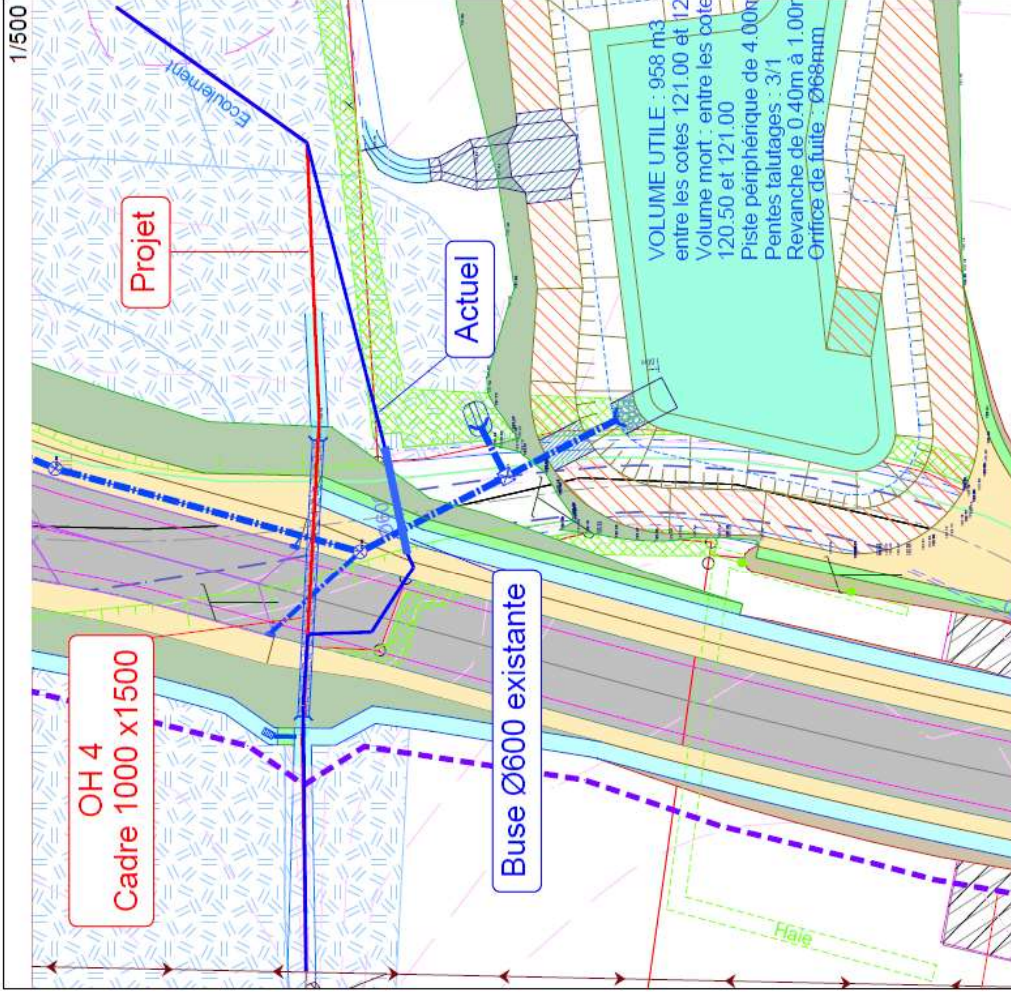 1/500
Ecoulement
Projet
Actuel
VOLUME UTILE : 958 m3
entre les cotes 121.00 et 12
Volume mort : entre les cote
120.50 et 121.00
Piste périphérique de 4.00m
Pentes talutages : 3/1
Revanche de 0.40m à 1.00m
Orifice de fuite : Ø68mm
OH 4
Cadre 1000 x1500
Buse Ø600 existante
Haie